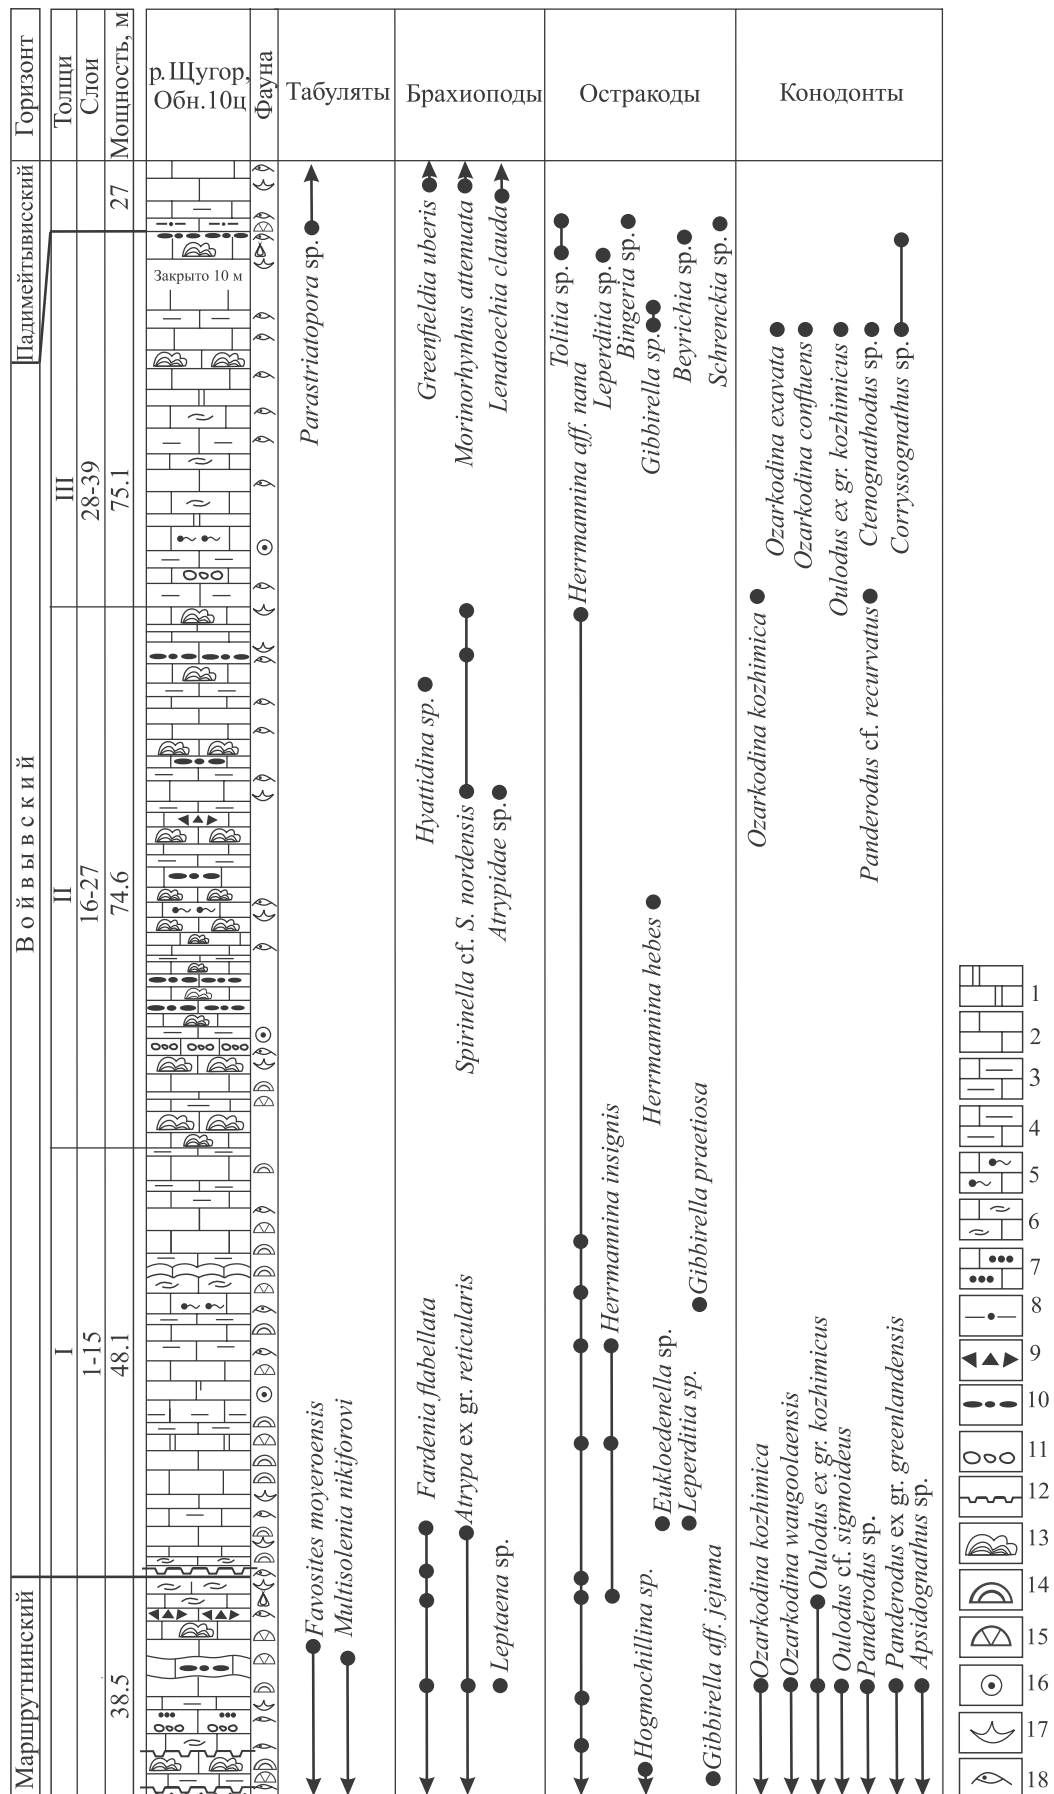 Горизонт
Толщи
Слои
Мощность, м
р. Щугор,
Обн.10ц
Фауна
Табуляты
Брахиоподы
Остракоды
Конодонты
Падимейтывисский
Войвывский
Маршрутнинский
III
II
I
28-39
16-27
1-15
27
75.1
74.6
48.1
38.5
Закрыто 10 м
Parastriatopora sp.
Favosites moyeroensis
Multisolenia nikiforovi
Greenfieldia uberis
Morinorhynhus attenuata
Lenatoechia clauda
Hyattidina sp.
Spirinella cf. S. nordensis
Atrypidae sp.
Fardenia flabellata
Atrypa ex gr. reticularis
Leptaena sp.
Tolitia sp.
Herrmannina aff. nana
Leperditia sp.
Bingeria sp.
Gibbirella sp.
Beyrichia sp.
Schrenckia sp.
Herrmannina hebes
Herrmannina insignis
Gibbirella praetiosa
Eukloedenella sp.
Leperditia sp.
Hogmochillina sp.
Gibbirella aff. jejuma
Ozarkodina exavata
Ozarkodina confluens
Oulodus ex gr. kozhimicus
Ctenognathodus sp.
Corryssognathus sp.
Ozarkodina kozhimica
Panderodus cf. recurvatus
Ozarkodina kozhimica
Ozarkodina waugoolaensis
Oulodus ex gr. kozhimicus
Oulodus cf. sigmoideus
Panderodus sp.
Panderodus ex gr. greenlandensis
Apsidognathus sp.
1
2
3
4
5
6
7
8
9
10
11
12
13
14
15
16
17
18